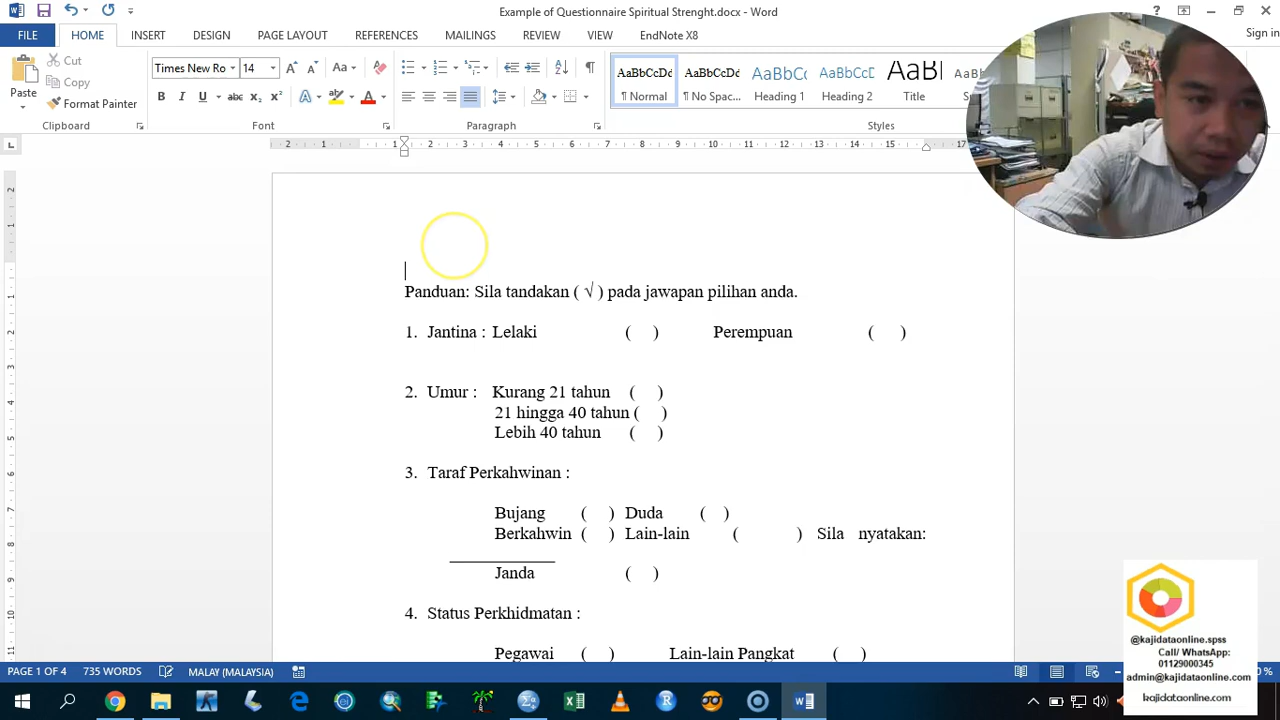 Example of Questionnaire Spiritual Strenght.docx - Word
Sign in
FILE HOME INSERT DESIGN PAGE LAYOUT REFERENCES MAILINGS REVIEW VIEW EndNote X8
Paste
Cut
Copy
Format Painter
Times New Ro 14
AaBbCcDd AaBbCcDd
¶ Normal ¶ No Spac... Heading 1 Heading 2 Title
Clipboard Font Paragraph Styles
Panduan: Sila tandakan ( √ ) pada jawapan pilihan anda.
1. Jantina : Lelaki ( ) Perempuan ( )
2. Umur : Kurang 21 tahun ( )
21 hingga 40 tahun ( )
Lebih 40 tahun ( )
3. Taraf Perkahwinan :
Bujang ( ) Duda ( )
Berkahwin ( ) Lain-lain ( ) Sila nyatakan:
Janda ( )
4. Status Perkhidmatan :
Pegawai ( ) Lain-lain Pangkat ( )
@kajidataonline.spss
Call/ WhatsApp:
01129000345
admin@kajidataonline.com
kajidataonline.com
PAGE 1 OF 4 735 WORDS MALAY (MALAYSIA)